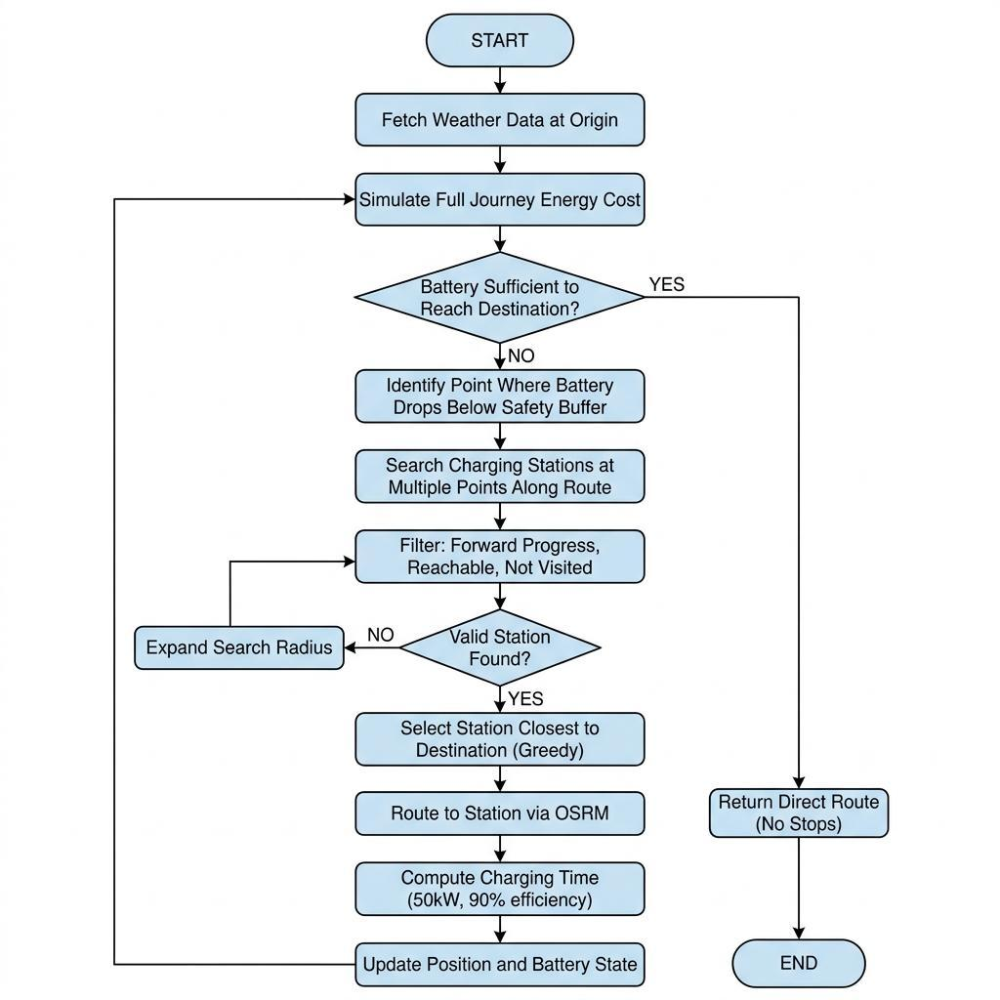 START
Fetch Weather Data at Origin
Simulate Full Journey Energy Cost
Battery Sufficient to
Reach Destination?
YES
NO
Identify Point Where Battery
Drops Below Safety Buffer
Search Charging Stations at
Multiple Points Along Route
Filter: Forward Progress,
Reachable, Not Visited
Valid Station
Found?
NO
Expand Search Radius
YES
Select Station Closest to
Destination (Greedy)
Route to Station via OSRM
Compute Charging Time
(50kW, 90% efficiency)
Update Position and Battery State
Return Direct Route
(No Stops)
END